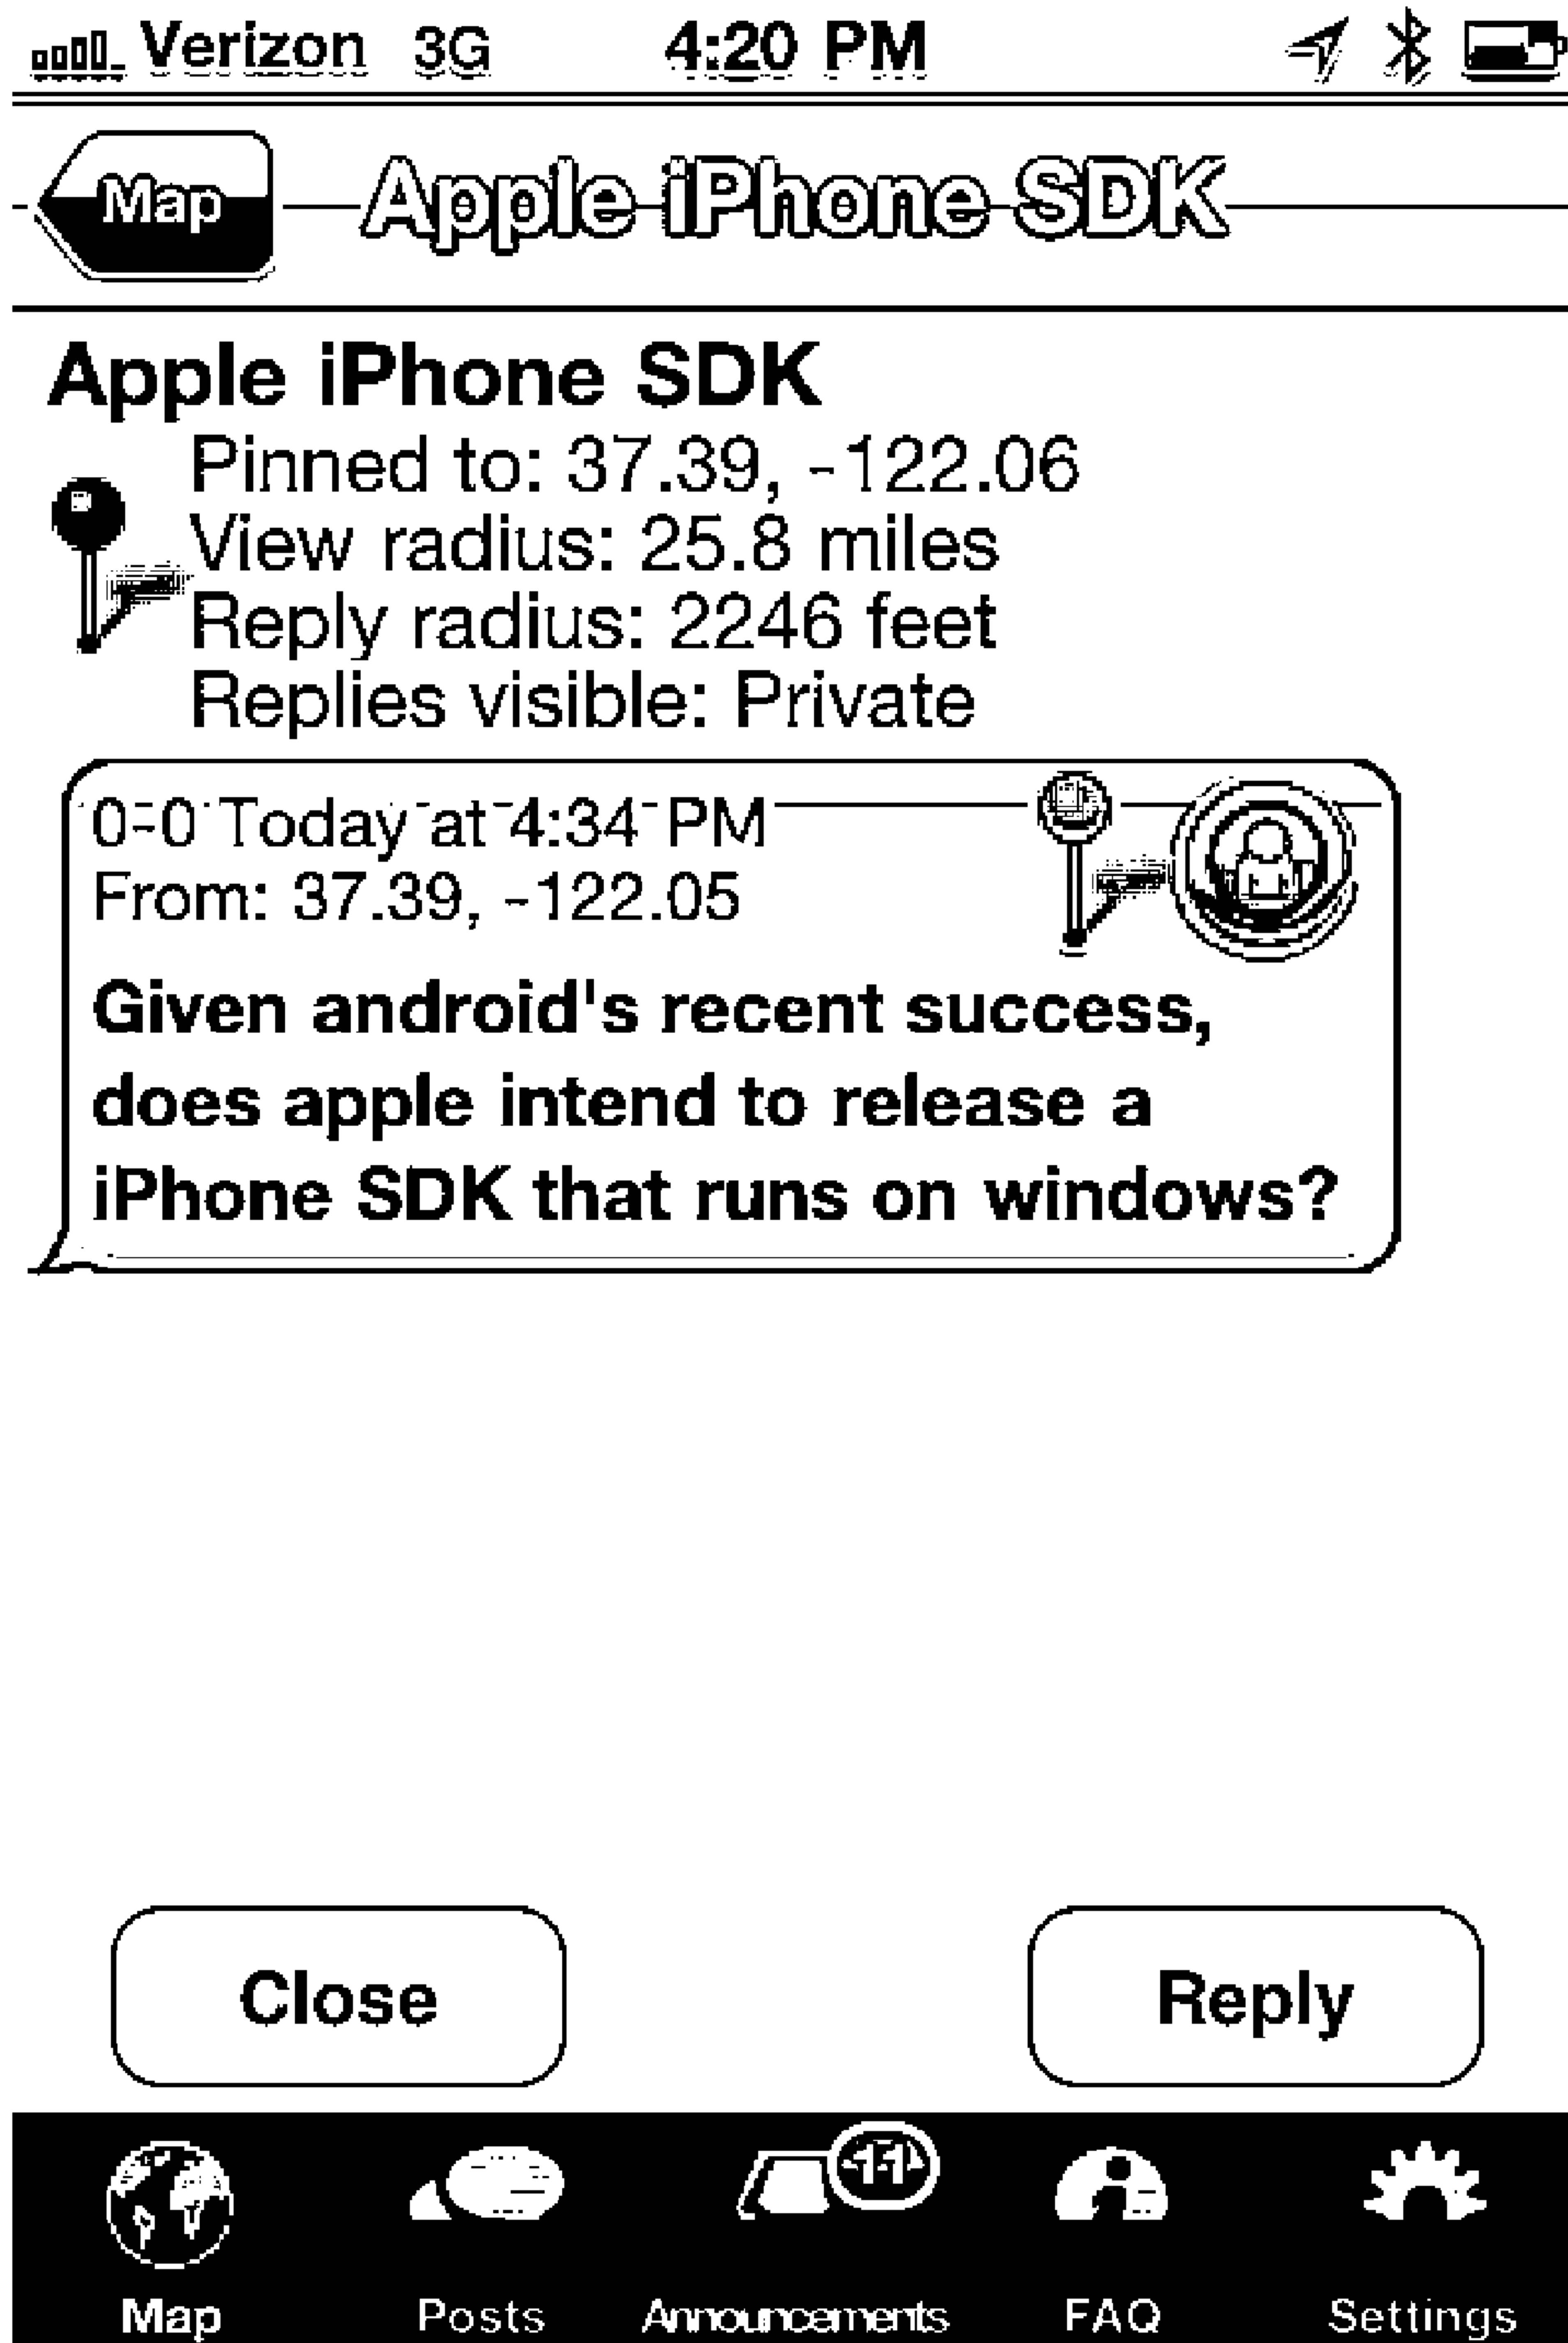 Verizon 3G 4:20 PM
Map Apple iPhone SDK
Apple iPhone SDK
Pinned to: 37.39, -122.06
View radius: 25.8 miles
Reply radius: 2246 feet
Replies visible: Private
0-0 Today at 4:34 PM
From: 37.39, -122.05
Given android's recent success,
does apple intend to release a
iPhone SDK that runs on windows?
Close Reply
11
Map Posts Announcements FAQ Settings